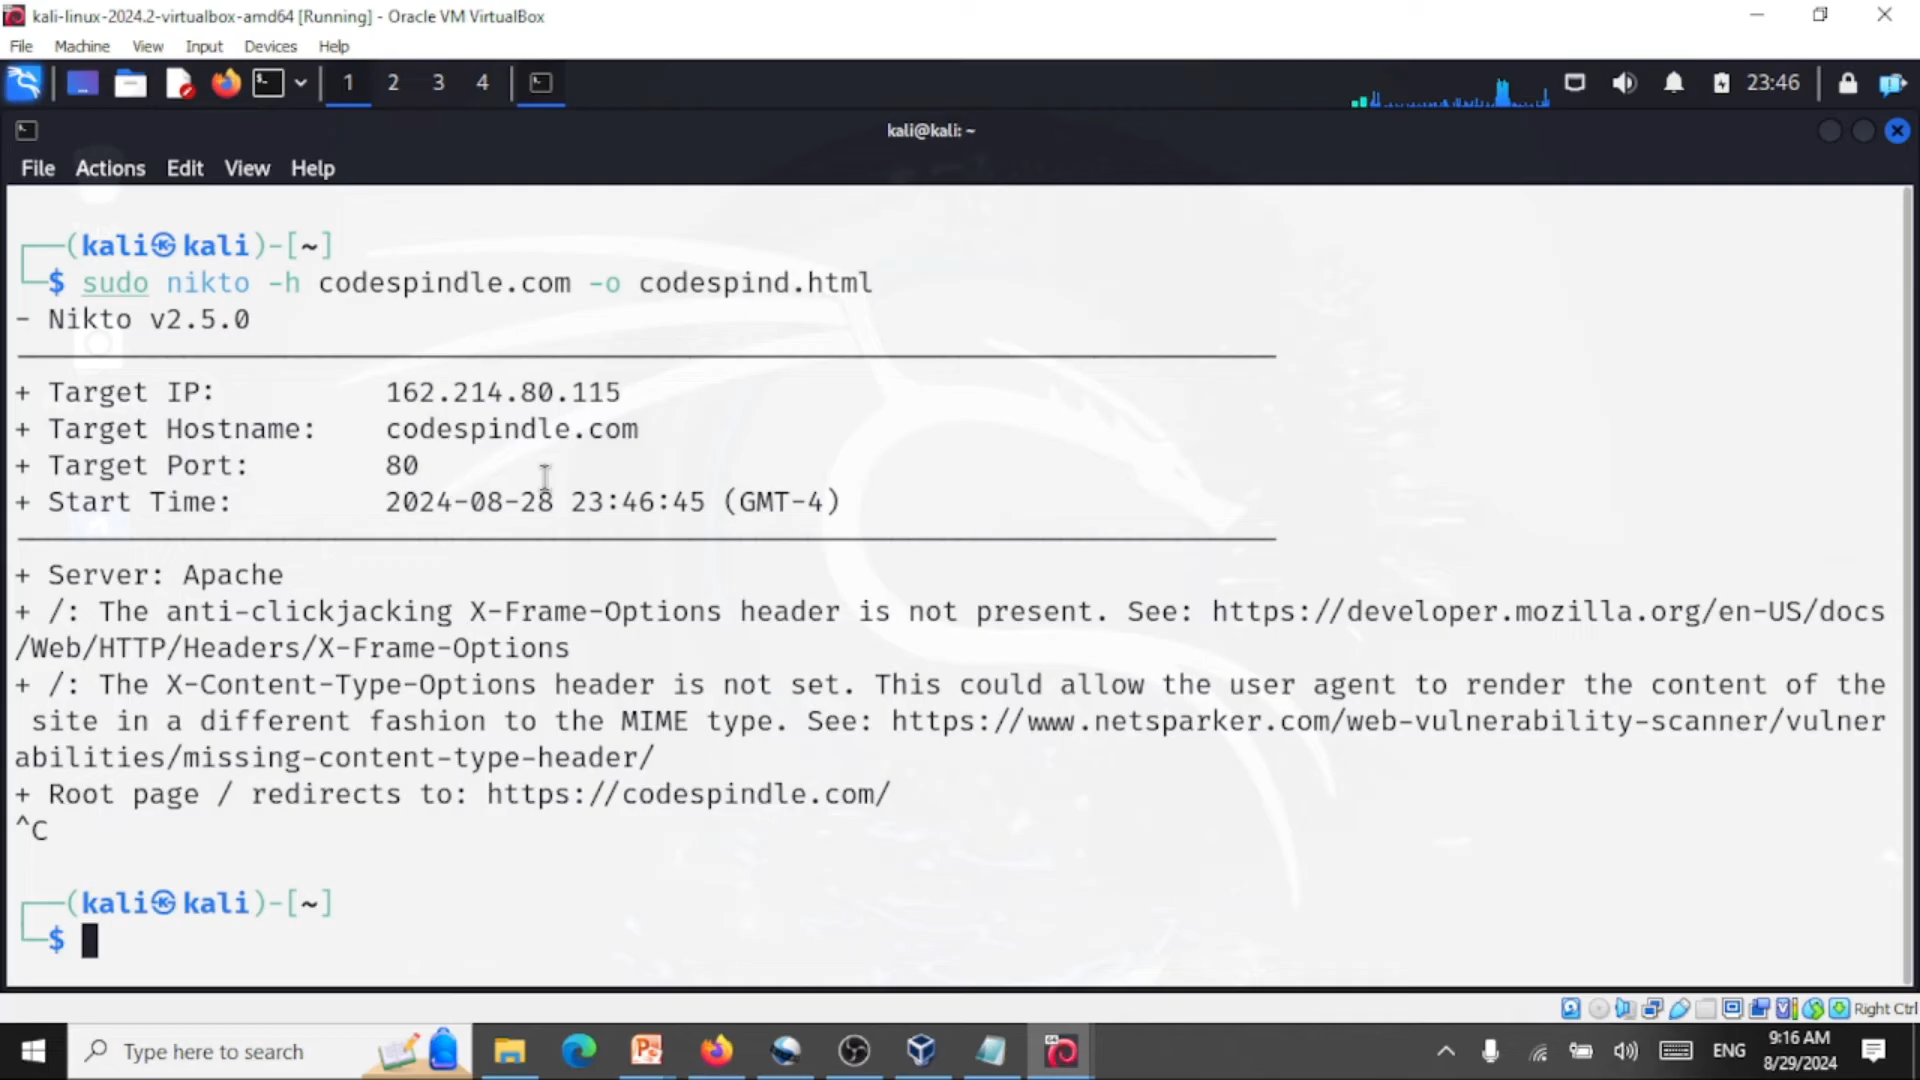 kali-linux-2024.2-virtualbox-amd64 [Running] - Oracle VM VirtualBox
File Machine View Input Devices Help
1 2 3 4 23:46
kali@kali: ~
File Actions Edit View Help
┌──(kali㉿kali)-[~]
└─$ sudo nikto -h codespindle.com -o codespind.html
- Nikto v2.5.0
+ Target IP: 162.214.80.115
+ Target Hostname: codespindle.com
+ Target Port: 80
+ Start Time: 2024-08-28 23:46:45 (GMT-4)
+ Server: Apache
+ /: The anti-clickjacking X-Frame-Options header is not present. See: https://developer.mozilla.org/en-US/docs
/Web/HTTP/Headers/X-Frame-Options
+ /: The X-Content-Type-Options header is not set. This could allow the user agent to render the content of the
site in a different fashion to the MIME type. See: https://www.netsparker.com/web-vulnerability-scanner/vulner
abilities/missing-content-type-header/
+ Root page / redirects to: https://codespindle.com/
^C
┌──(kali㉿kali)-[~]
└─$
Right Ctrl
Type here to search
ENG
9:16 AM
8/29/2024